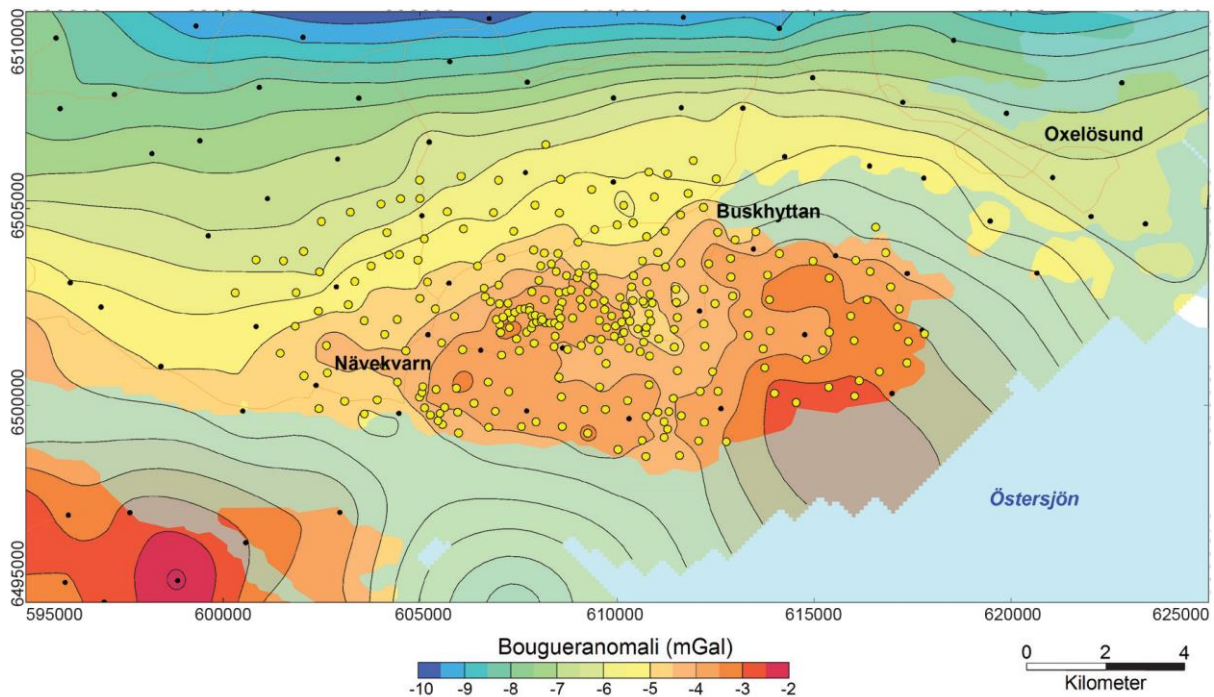 6510000
Oxelösund
6505000
Buskhyttan
Nävekvarn
6500000
Östersjön
6495000
595000 600000 605000 610000 615000 620000 625000
Bougueranomali (mGal)
-10 -9 -8 -7 -6 -5 -4 -3 -2
0 2 4
Kilometer